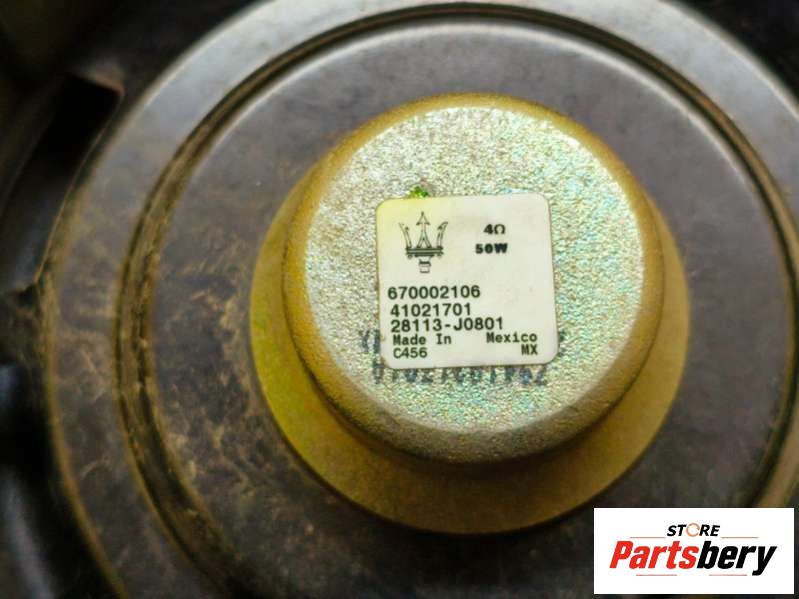 4Ω
50W
670002106
41021701
28113-J0801
Made In Mexico
C456 MX
STORE
Partsbery